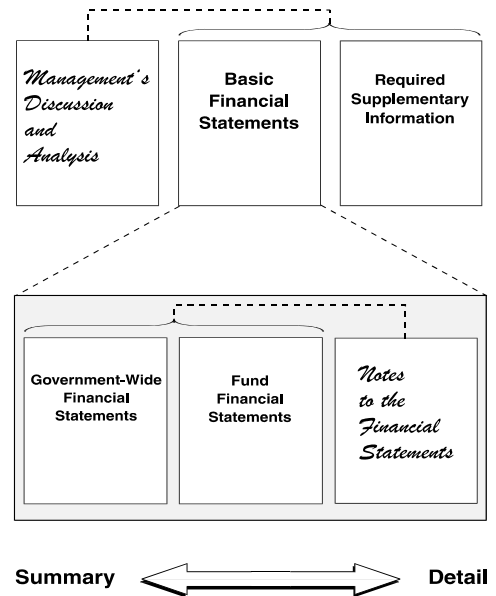 Management's
Discussion
and
Analysis
Basic
Financial
Statements
Required
Supplementary
Information
Government-Wide
Financial
Statements
Fund
Financial
Statements
Notes
to the
Financial
Statements
Summary
Detail